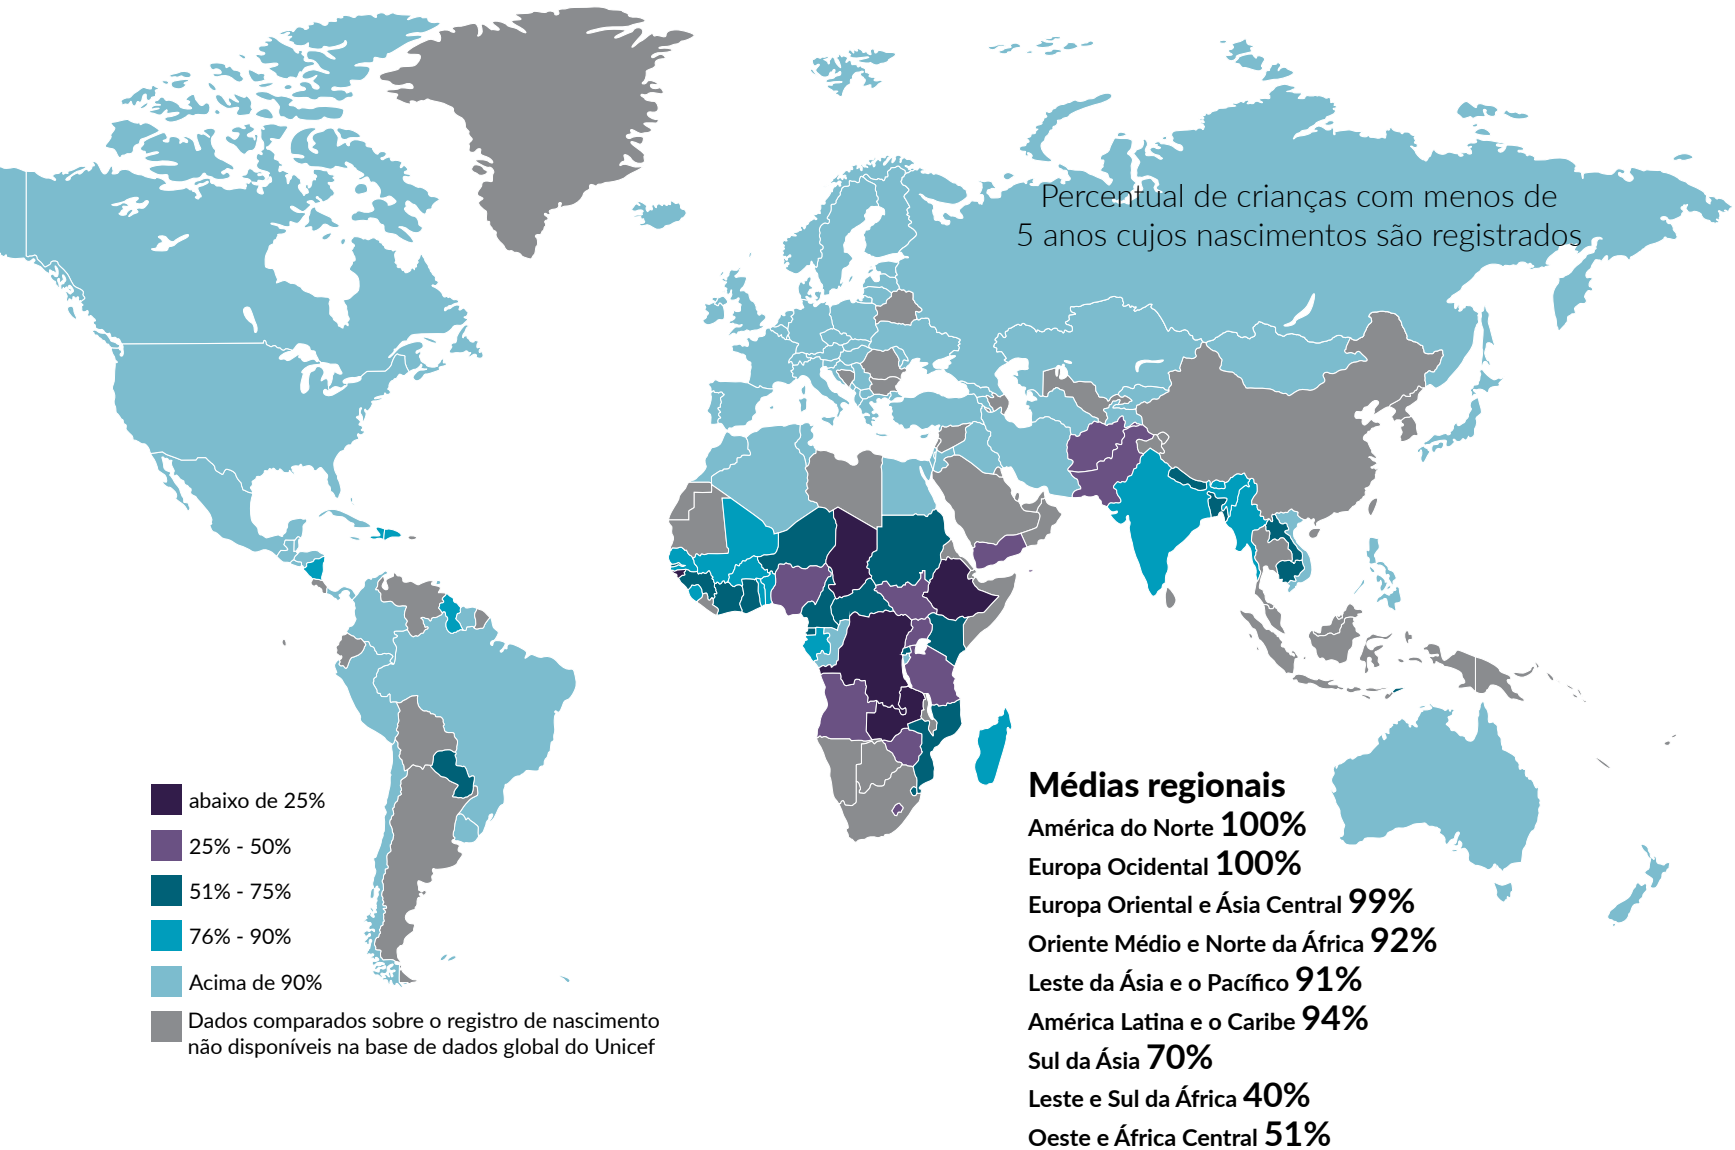 Percentual de crianças com menos de
5 anos cujos nascimentos são registrados
abaixo de 25%
25% - 50%
51% - 75%
76% - 90%
Acima de 90%
Dados comparados sobre o registro de nascimento
não disponíveis na base de dados global do Unicef
Médias regionais
América do Norte 100%
Europa Ocidental 100%
Europa Oriental e Ásia Central 99%
Oriente Médio e Norte da África 92%
Leste da Ásia e o Pacífico 91%
América Latina e o Caribe 94%
Sul da Ásia 70%
Leste e Sul da África 40%
Oeste e África Central 51%